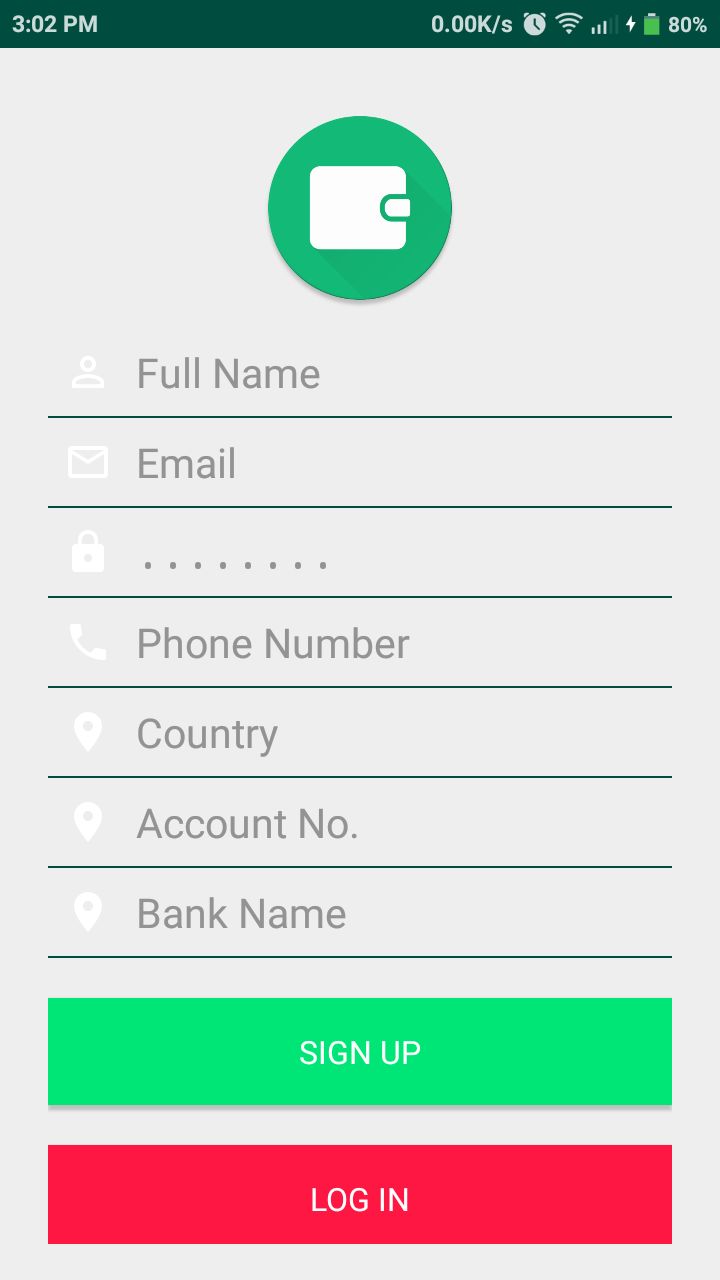 3:02 PM 0.00K/s 80%
Full Name
Email
. . . . . . . .
Phone Number
Country
Account No.
Bank Name
SIGN UP
LOG IN